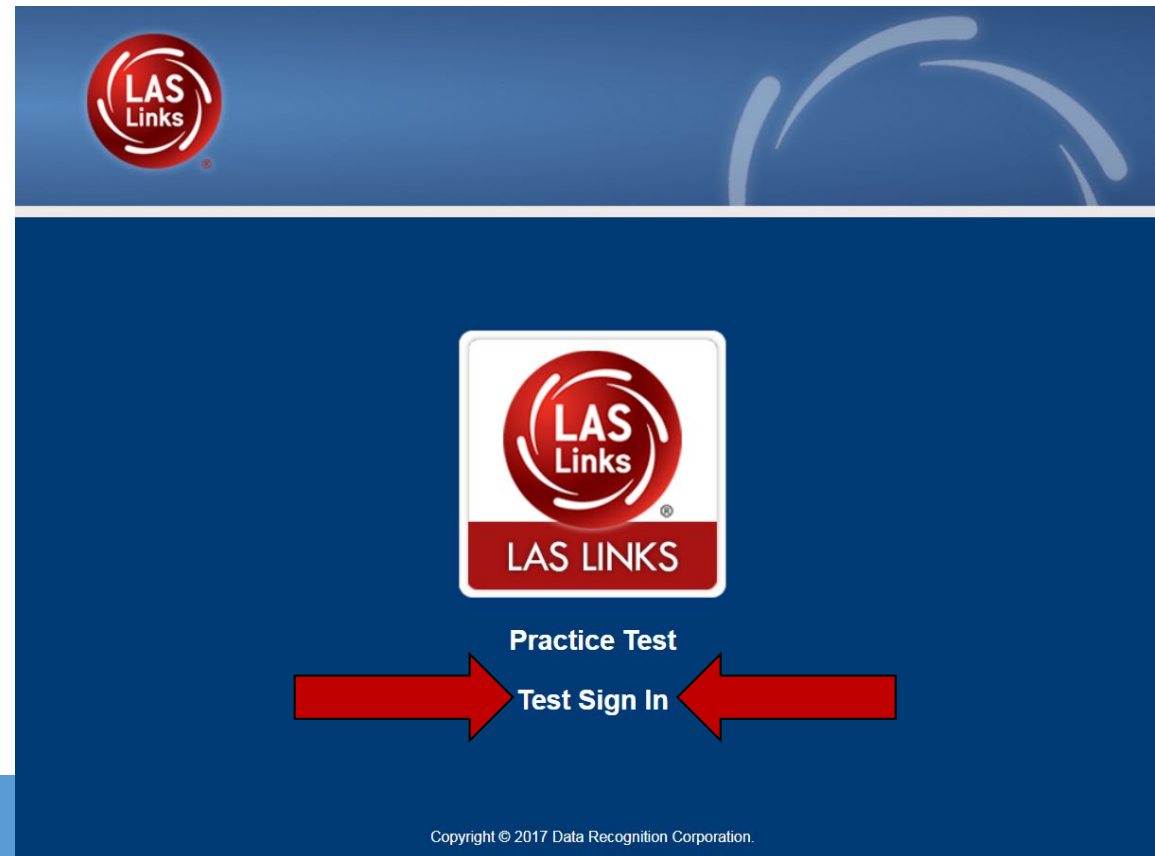 LAS
Links
®
LAS
Links
®
LAS LINKS
Practice Test
Test Sign In
Copyright © 2017 Data Recognition Corporation.